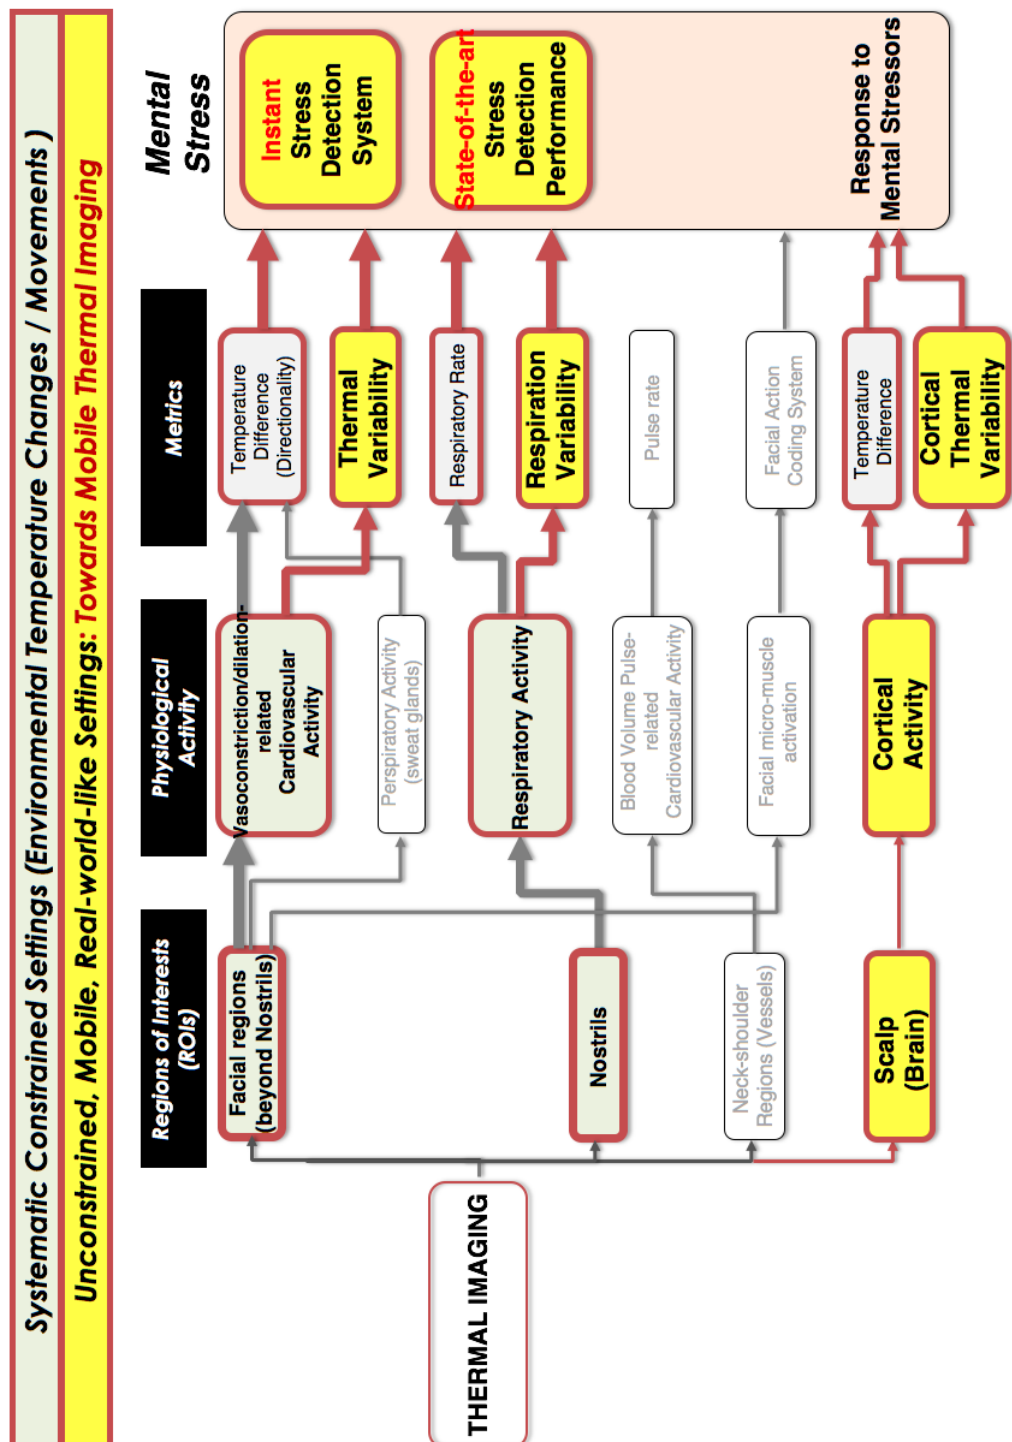 Systematic Constrained Settings (Environmental Temperature Changes / Movements )
Unconstrained, Mobile, Real-world-like Settings: Towards Mobile Thermal Imaging
THERMAL IMAGING
Regions of Interests
(ROIs)
Physiological
Activity
Metrics
Mental
Stress
Facial regions
(beyond Nostrils)
Nostrils
Neck-shoulder
Regions (Vessels)
Scalp
(Brain)
Vasoconstriction/dilation-
related
Cardiovascular
Activity
Perspiratory Activity
(sweat glands)
Respiratory Activity
Blood Volume Pulse-
related
Cardiovascular Activity
Facial micro-muscle
activation
Cortical
Activity
Temperature
Difference
(Directionality)
Thermal
Variability
Respiratory Rate
Respiration
Variability
Pulse rate
Facial Action
Coding System
Temperature
Difference
Cortical
Thermal
Variability
Instant
Stress
Detection
System
State-of-the-art
Stress
Detection
Performance
Response to
Mental Stressors